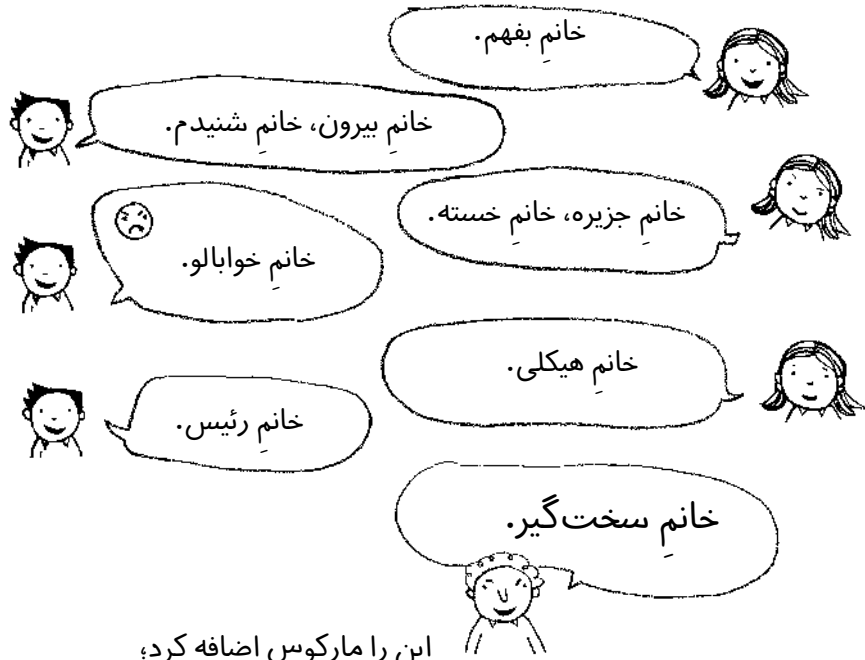 خانمِ بفهم.
خانمِ بیرون، خانمِ شنیدم.
خانمِ جزیره، خانمِ خسته.
خانمِ خوابالو.
خانمِ هیکلی.
خانمِ رئیس.
خانمِ سخت‌گیر.
این را مارکوس اضافه کرد؛